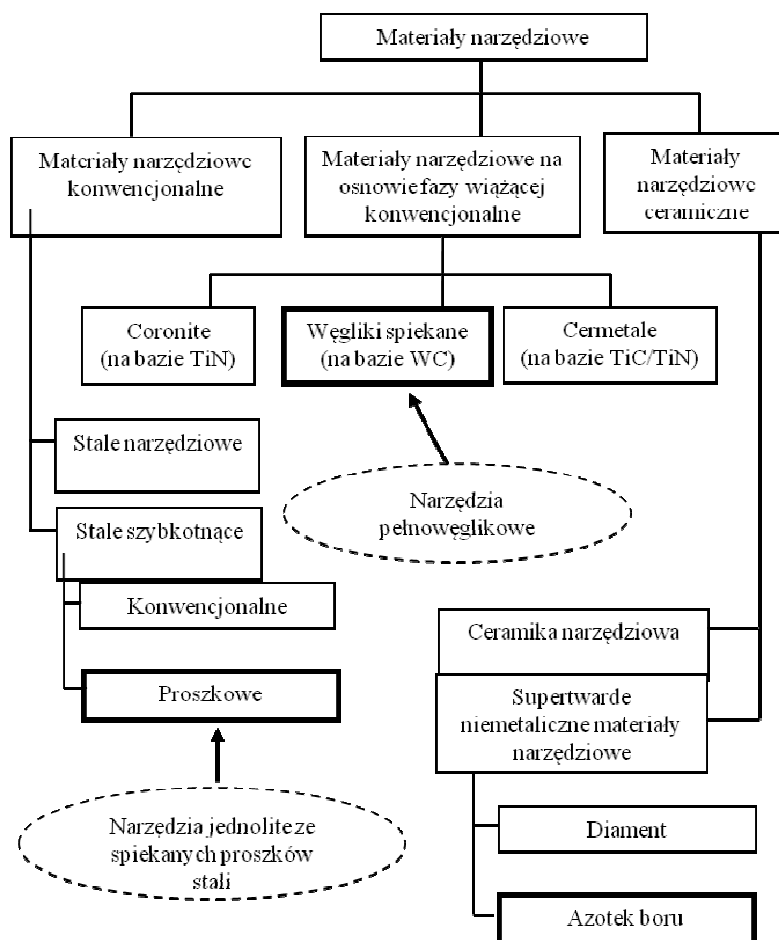 Materiały narzędziowe
Materiały narzędziowe
konwencjonalne
Materiały narzędziowe na
osnowie fazy wiążącej
konwencjonalne
Materiały
narzędziowe
ceramiczne
Coronite
(na bazie TiN)
Węgliki spiekane
(na bazie WC)
Cermetale
(na bazie TiC/TiN)
Stale narzędziowe
Narzędzia
pełnowęglikowe
Stale szybkotnące
Konwencjonalne
Ceramika narzędziowa
Proszkowe
Supertwarde
niemetaliczne materiały
narzędziowe
Narzędzia jednolite ze
spiekanych proszków
stali
Diament
Azotek boru